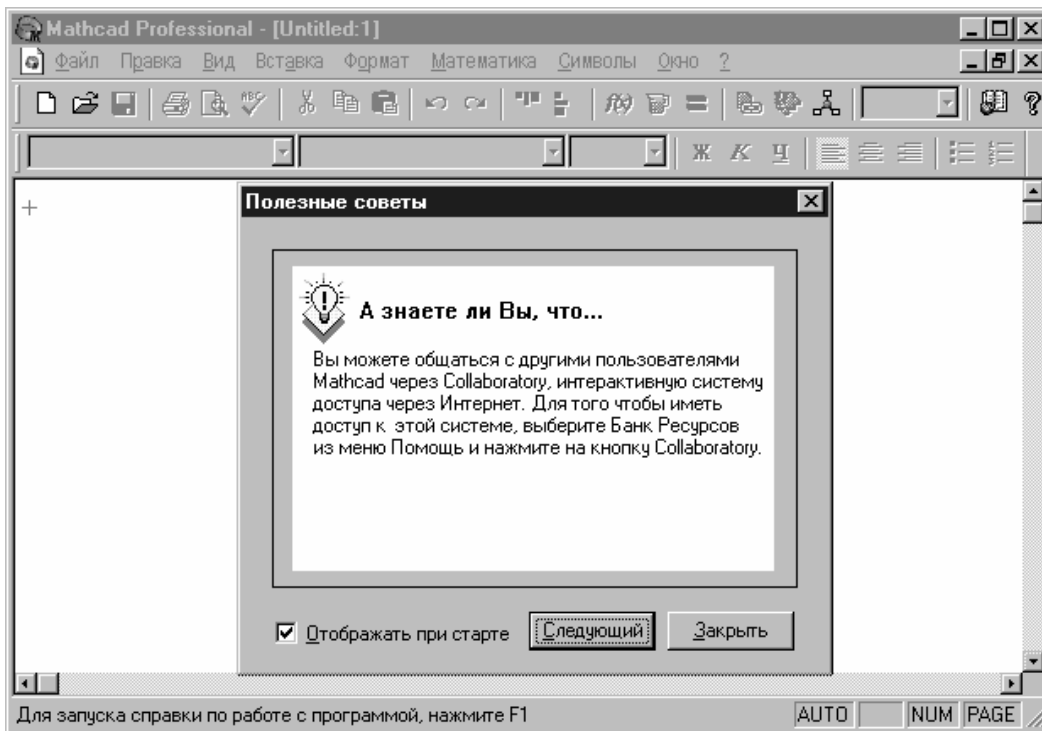 Mathcad Professional - [Untitled:1]
Файл Правка Вид Вставка Формат Математика Символы Окно ?
ABC
f(x)
Ж К Ч
Полезные советы
А знаете ли Вы, что...
Вы можете общаться с другими пользователями
Mathcad через Collaboratory, интерактивную систему
доступа через Интернет. Для того чтобы иметь
доступ к этой системе, выберите Банк Ресурсов
из меню Помощь и нажмите на кнопку Collaboratory.
Отображать при старте Следующий Закрыть
Для запуска справки по работе с программой, нажмите F1 AUTO NUM PAGE